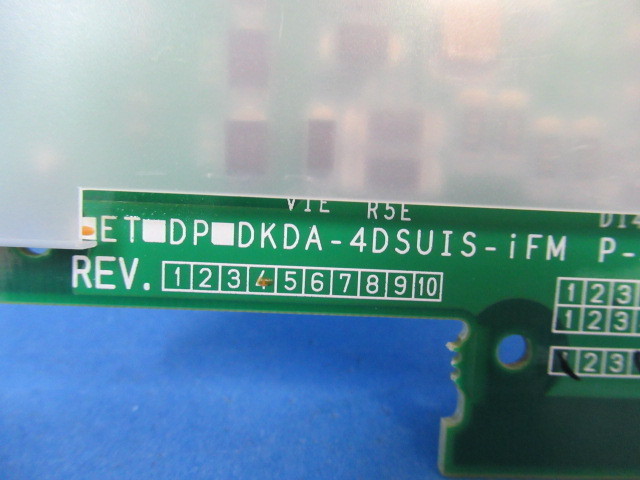 R5E
ET■DP■DKDA-4DSUIS-iFM P-
REV. 1 2 3 4 5 6 7 8 9 10
1 2 3
1 2 3
1 2 3